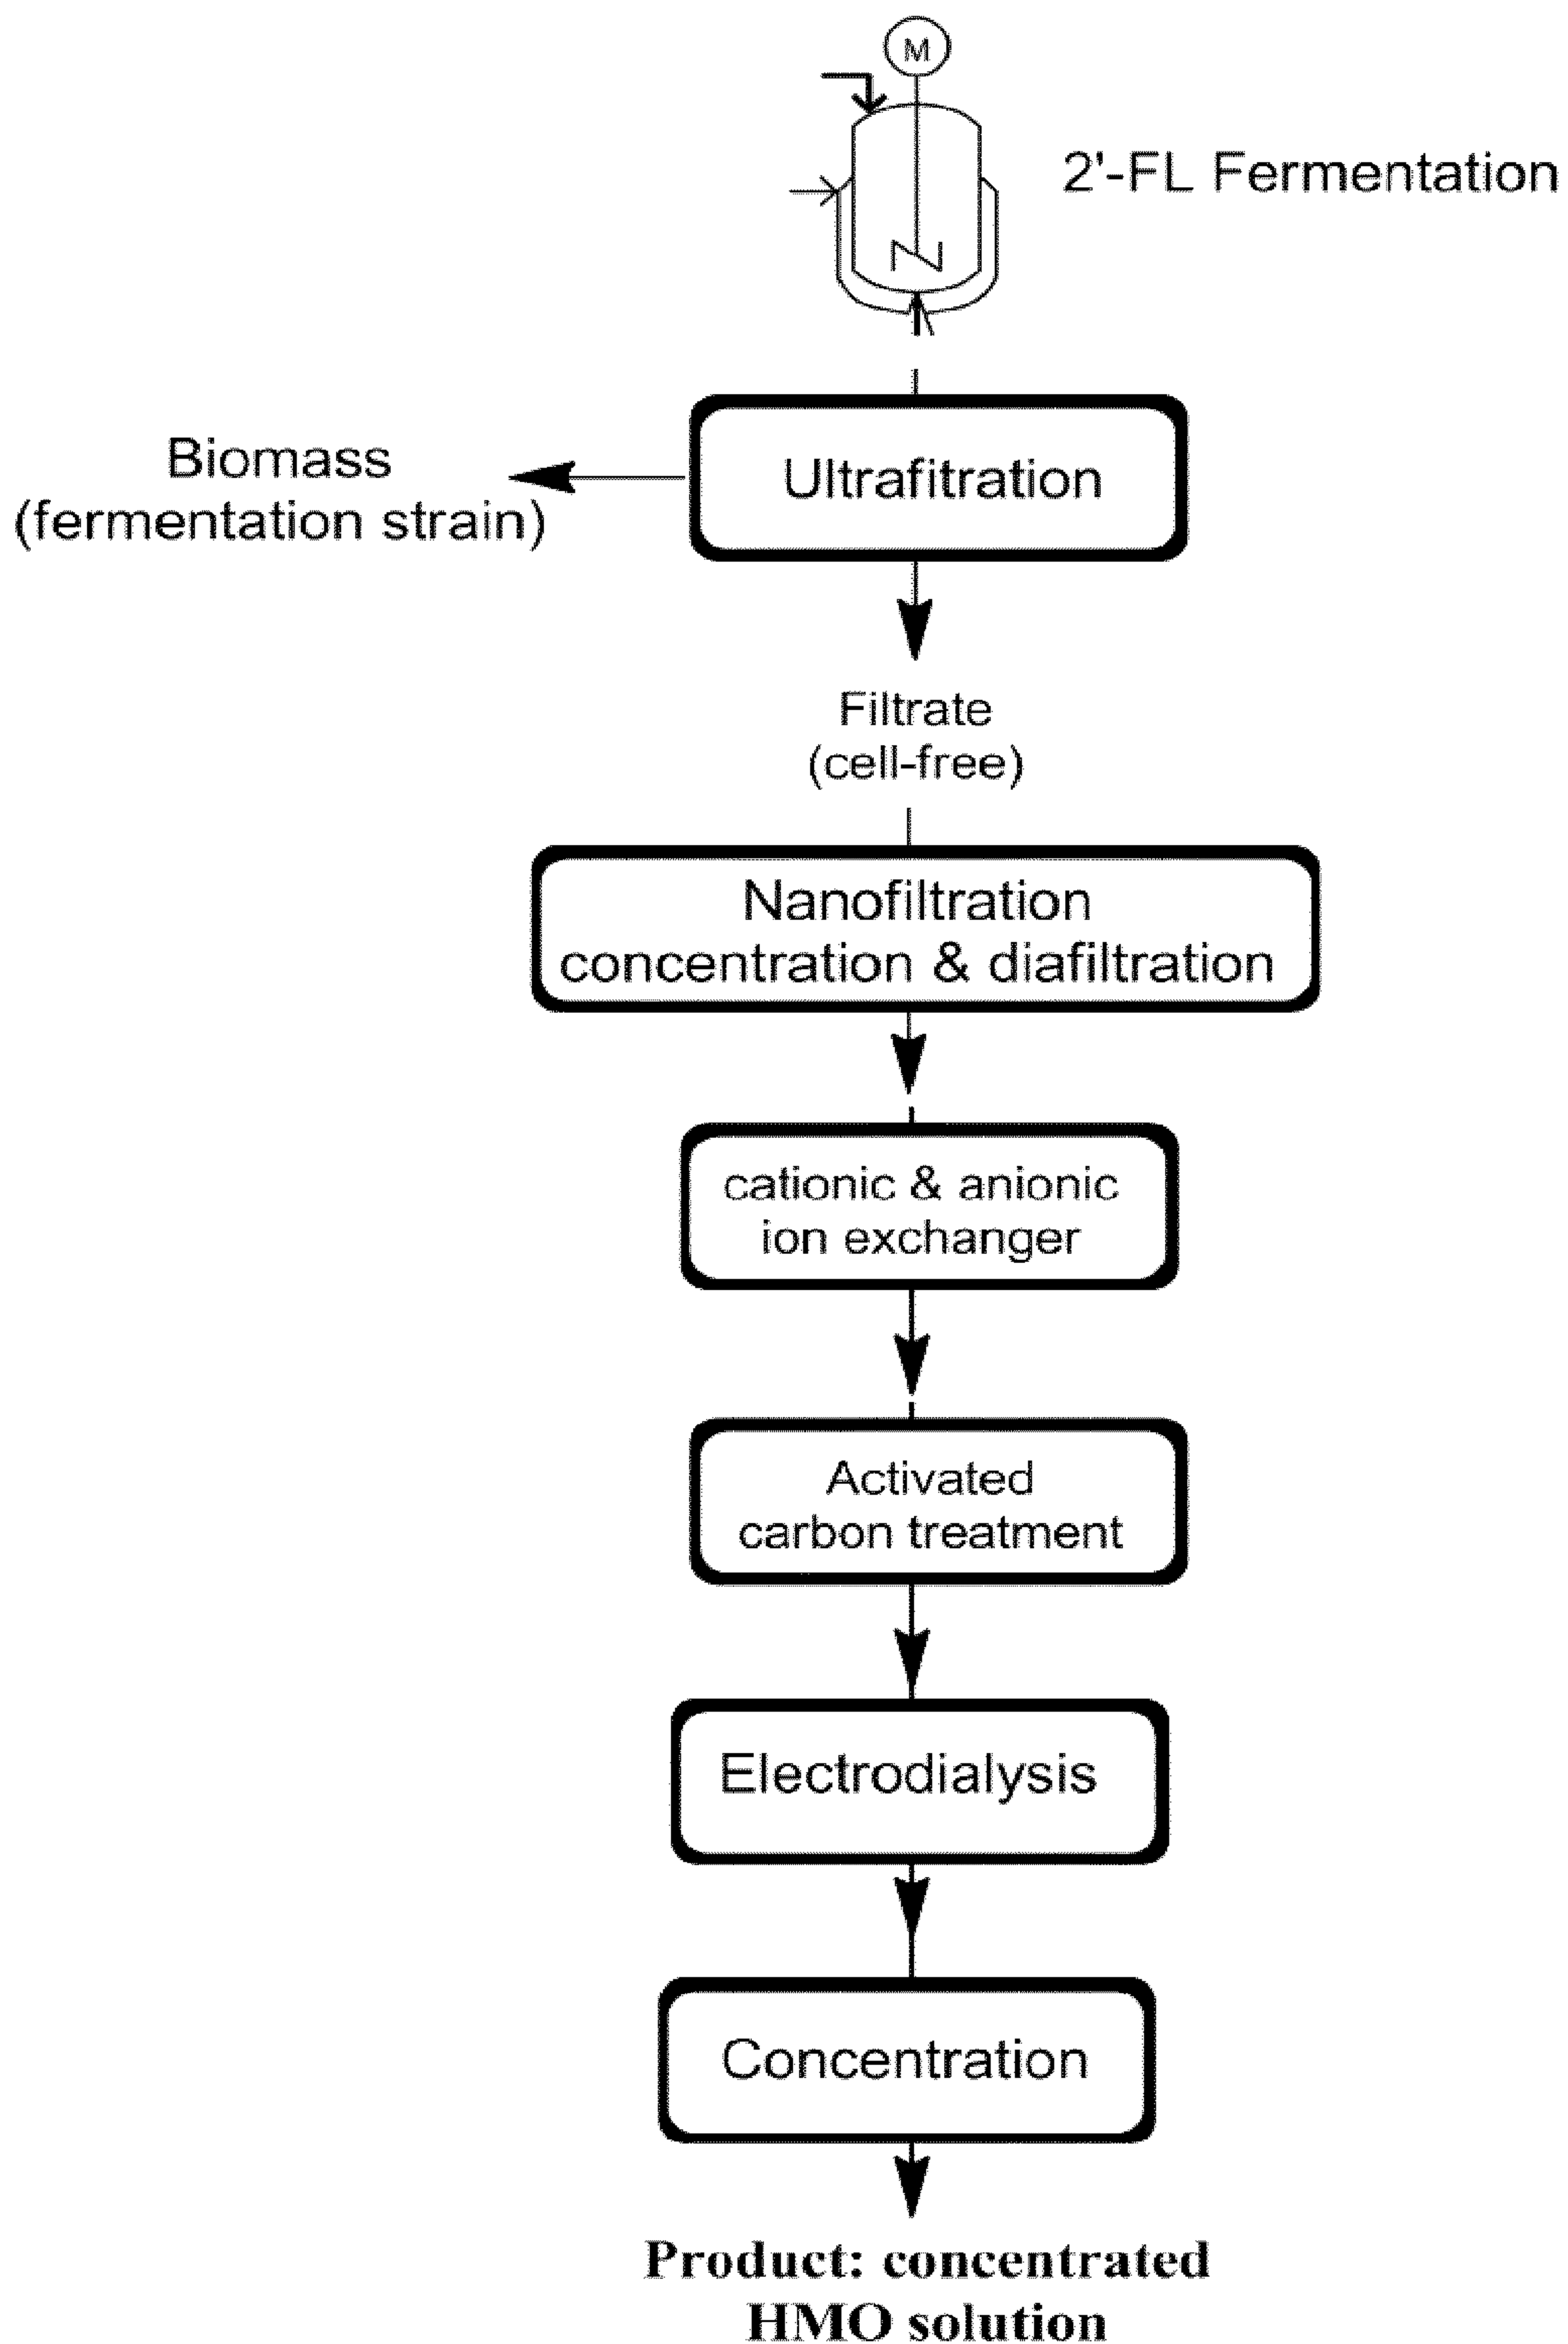 M
2'-FL Fermentation
Biomass
(fermentation strain)
Ultrafitration
Filtrate
(cell-free)
Nanofiltration
concentration & diafiltration
cationic & anionic
ion exchanger
Activated
carbon treatment
Electrodialysis
Concentration
Product: concentrated
HMO solution